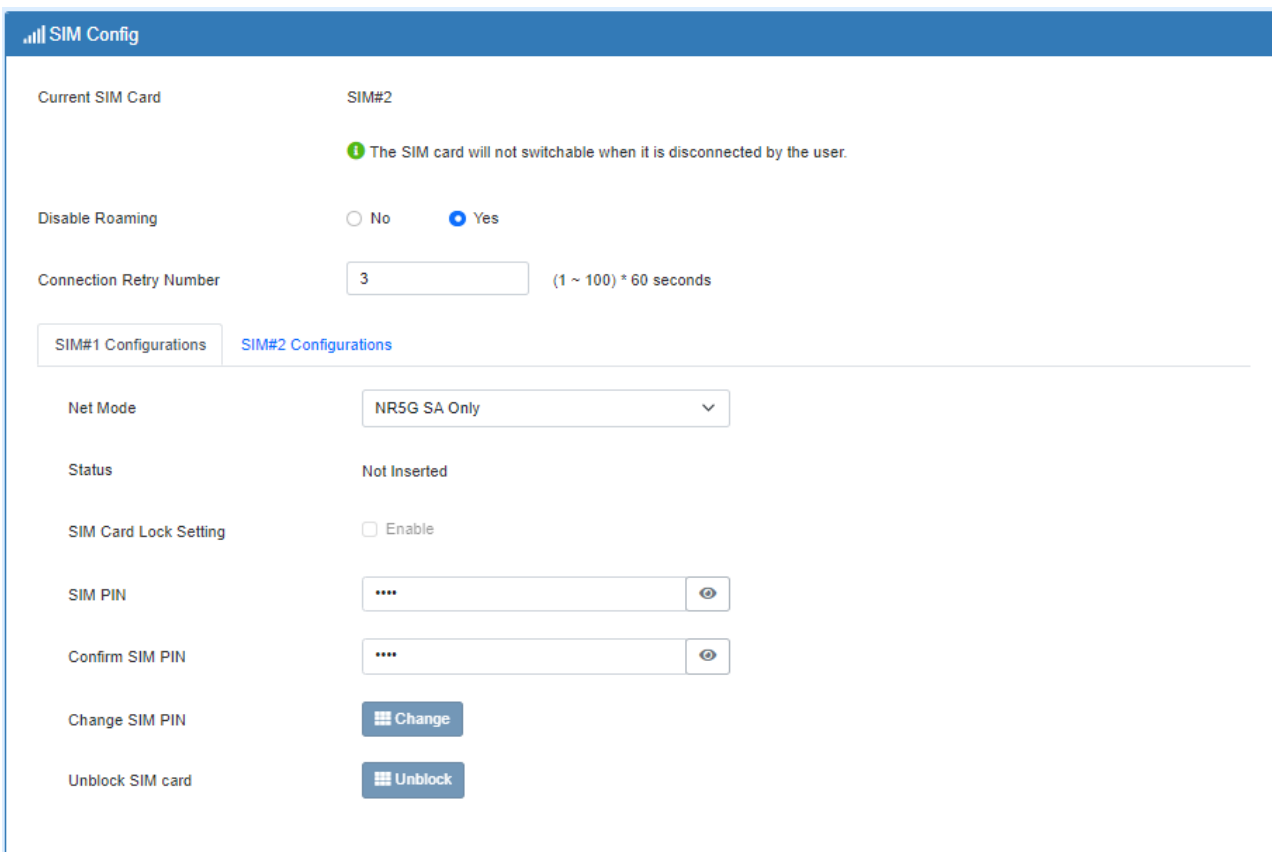 SIM Config
Current SIM Card SIM#2
The SIM card will not switchable when it is disconnected by the user.
Disable Roaming No Yes
Connection Retry Number 3 (1 ~ 100) * 60 seconds
SIM#1 Configurations SIM#2 Configurations
Net Mode NR5G SA Only
Status Not Inserted
SIM Card Lock Setting Enable
SIM PIN ••••
Confirm SIM PIN ••••
Change SIM PIN Change
Unblock SIM card Unblock